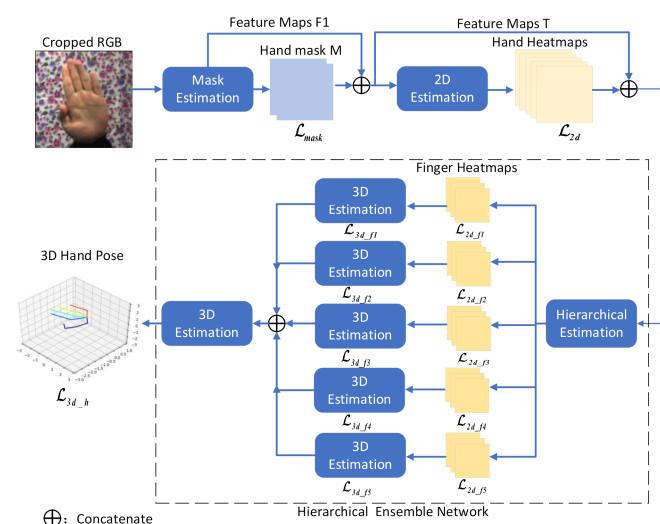 Feature Maps F1
Feature Maps T
Cropped RGB
Hand mask M
Hand Heatmaps
Mask
Estimation
2D
Estimation
ℒmask
ℒ2d
Finger Heatmaps
3D
Estimation
ℒ3d_f1
ℒ2d_f1
3D
Estimation
ℒ3d_f2
ℒ2d_f2
3D Hand Pose
3D
Estimation
3D
Estimation
Hierarchical
Estimation
ℒ3d_f3
ℒ2d_f3
ℒ3d_h
3D
Estimation
ℒ3d_f4
ℒ2d_f4
3D
Estimation
ℒ3d_f5
ℒ2d_f5
Hierarchical Ensemble Network
⊕: Concatenate